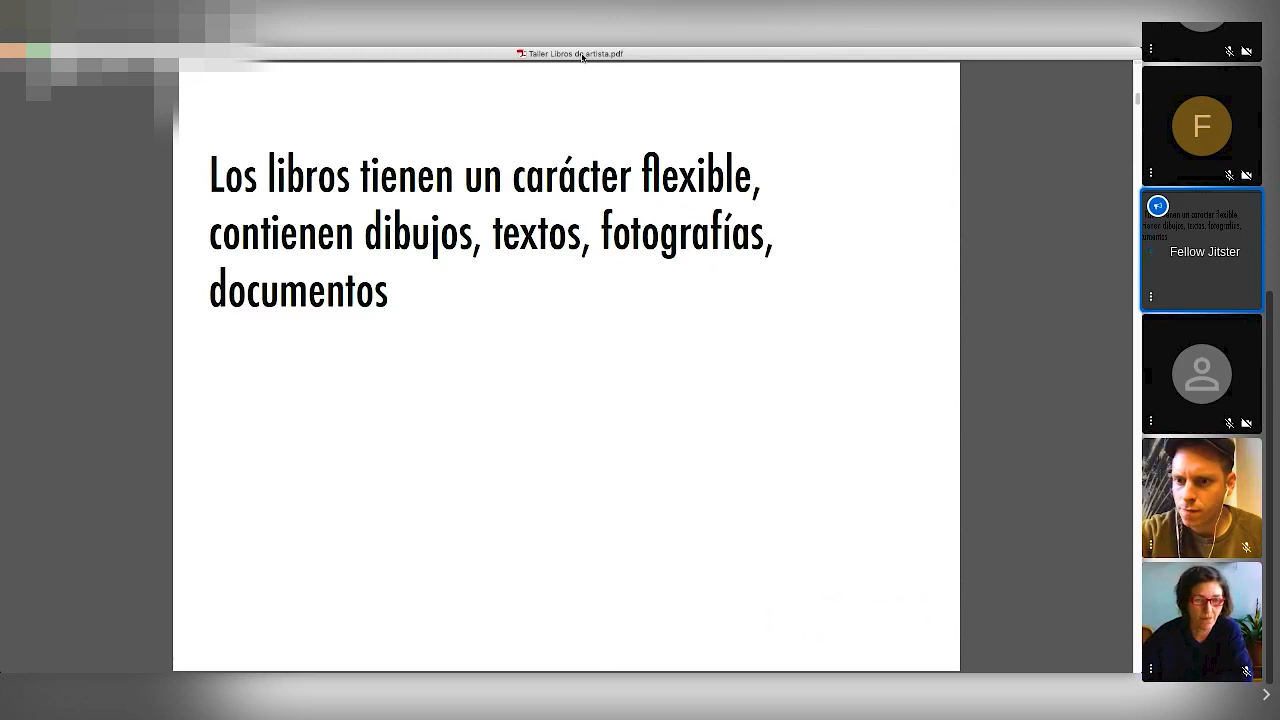 Taller Libros de artista.pdf
Los libros tienen un carácter flexible,
contienen dibujos, textos, fotografías,
documentos
F
Fellow Jitster